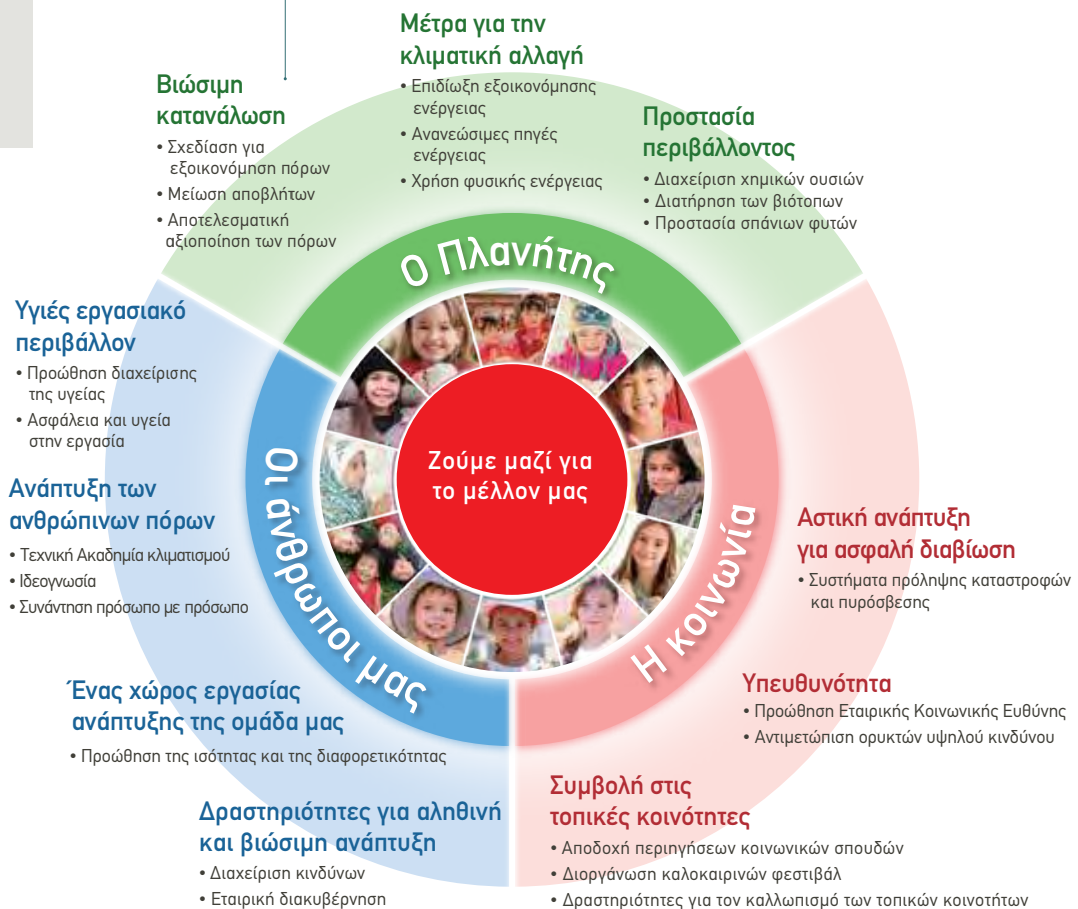 Μέτρα για την
κλιματική αλλαγή
• Επιδίωξη εξοικονόμησης
ενέργειας
• Ανανεώσιμες πηγές
ενέργειας
• Χρήση φυσικής ενέργειας
Βιώσιμη
κατανάλωση
• Σχεδίαση για
εξοικονόμηση πόρων
• Μείωση αποβλήτων
• Αποτελεσματική
αξιοποίηση των πόρων
Προστασία
περιβάλλοντος
• Διαχείριση χημικών ουσιών
• Διατήρηση των βιότοπων
• Προστασία σπάνιων φυτών
Ο Πλανήτης
Υγιές εργασιακό
περιβάλλον
• Προώθηση διαχείρισης
της υγείας
• Ασφάλεια και υγεία
στην εργασία
Ανάπτυξη των
ανθρώπινων πόρων
• Τεχνική Ακαδημία κλιματισμού
• Ιδεογνωσία
• Συνάντηση πρόσωπο με πρόσωπο
Οι άνθρωποι μας
Ζούμε μαζί για
το μέλλον μας
Η κοινωνία
Αστική ανάπτυξη
για ασφαλή διαβίωση
• Συστήματα πρόληψης καταστροφών
και πυρόσβεσης
Ένας χώρος εργασίας
ανάπτυξης της ομάδα μας
• Προώθηση της ισότητας και της διαφορετικότητας
Υπευθυνότητα
• Προώθηση Εταιρικής Κοινωνικής Ευθύνης
• Αντιμετώπιση ορυκτών υψηλού κινδύνου
Δραστηριότητες για αληθινή
και βιώσιμη ανάπτυξη
• Διαχείριση κινδύνων
• Εταιρική διακυβέρνηση
Συμβολή στις
τοπικές κοινότητες
• Αποδοχή περιηγήσεων κοινωνικών σπουδών
• Διοργάνωση καλοκαιρινών φεστιβάλ
• Δραστηριότητες για τον καλλωπισμό των τοπικών κοινοτήτων